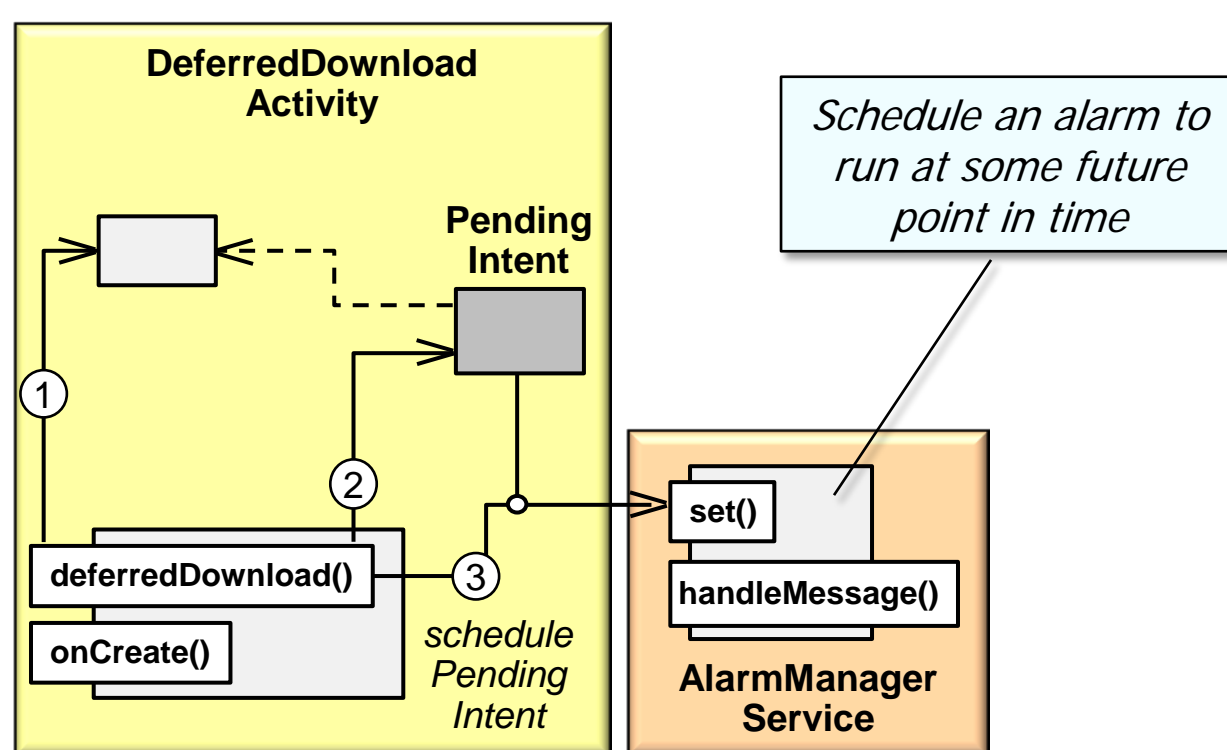 DeferredDownload
Activity
Schedule an alarm to
run at some future
point in time
Pending
Intent
1
2
3
deferredDownload()
onCreate()
schedule
Pending
Intent
set()
handleMessage()
AlarmManager
Service